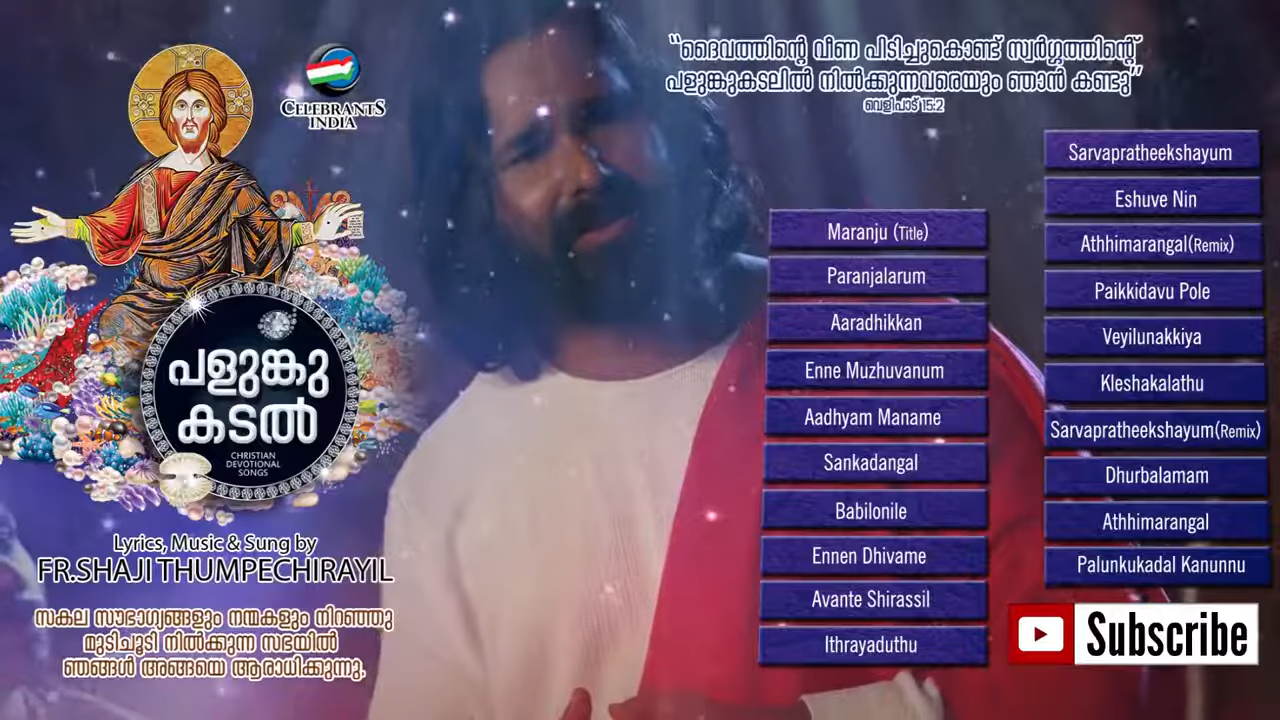 CELEBRANTS
INDIA
പളുങ്കു
കടൽ
CHRISTIAN
DEVOTIONAL
SONGS
Lyrics, Music & Sung by
FR.SHAJI THUMPECHIRAYIL
സകല സൗഭാഗ്യങ്ങളും നന്മകളും നിറഞ്ഞു
മുടിചൂടി നിൽക്കുന്ന സഭയിൽ
ഞങ്ങൾ അങ്ങയെ ആരാധിക്കുന്നു.
"ദൈവത്തിന്റെ വീണ പിടിച്ചുകൊണ്ട് സ്വർഗ്ഗത്തിന്റെ
പളുങ്കുകടലിൽ നിൽക്കുന്നവരെയും ഞാൻ കണ്ടു"
വെളിപാട് 15:2
Maranju (Title)
Paranjalarum
Aaradhikkan
Enne Muzhuvanum
Aadhyam Maname
Sankadangal
Babilonile
Ennen Dhivame
Avante Shirassil
Ithrayaduthu
Sarvapratheekshayum
Eshuve Nin
Athhimarangal(Remix)
Paikkidavu Pole
Veyilunakkiya
Kleshakalathu
Sarvapratheekshayum(Remix)
Dhurbalamam
Athhimarangal
Palunkukadal Kanunnu
Subscribe